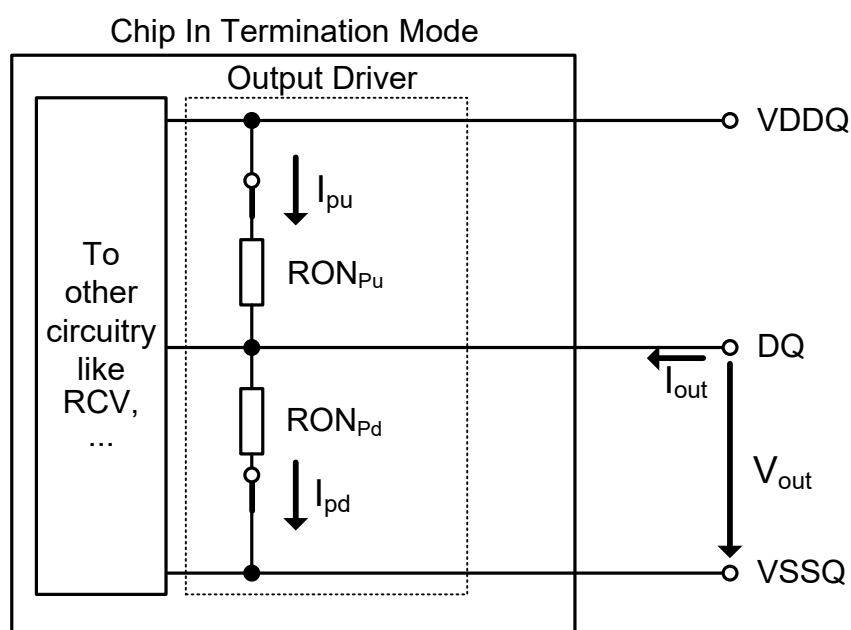 Chip In Termination Mode
Output Driver
VDDQ
Ipu
To
other
circuitry
like
RCV,
...
RONPu
DQ
Iout
RONPd
Ipd
Vout
VSSQ